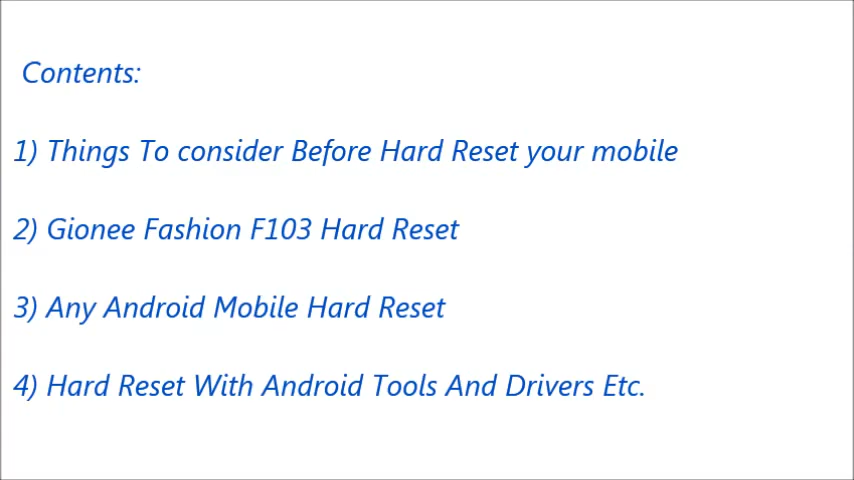 Contents:
1) Things To consider Before Hard Reset your mobile
2) Gionee Fashion F103 Hard Reset
3) Any Android Mobile Hard Reset
4) Hard Reset With Android Tools And Drivers Etc.